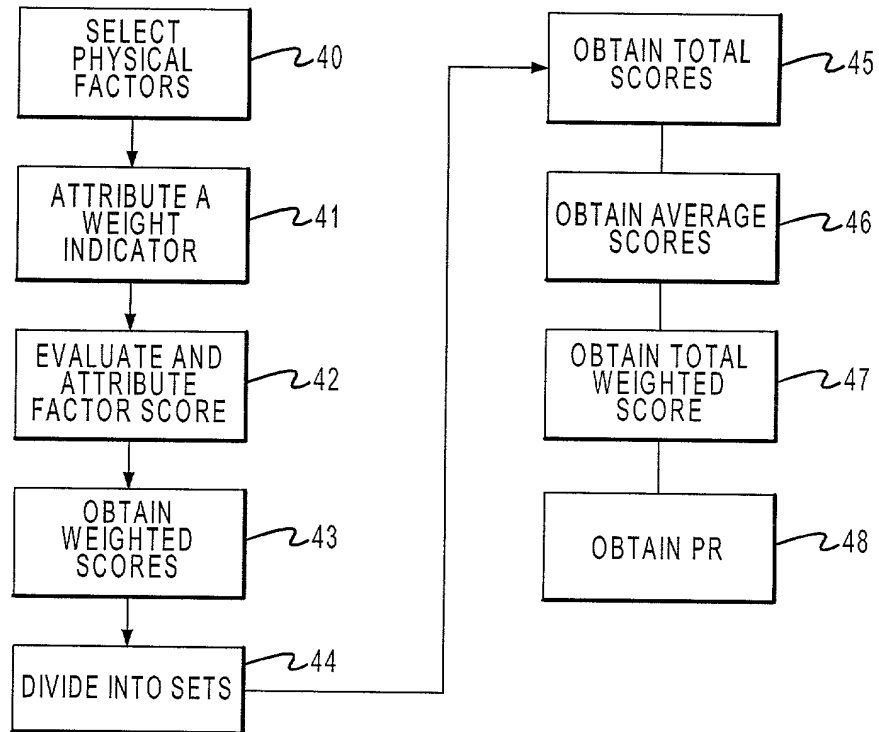 SELECT
PHYSICAL
FACTORS
40
ATTRIBUTE A
WEIGHT
INDICATOR
41
EVALUATE AND
ATTRIBUTE
FACTOR SCORE
42
OBTAIN
WEIGHTED
SCORES
43
DIVIDE INTO SETS
44
OBTAIN TOTAL
SCORES
45
OBTAIN AVERAGE
SCORES
46
OBTAIN TOTAL
WEIGHTED
SCORE
47
OBTAIN PR
48